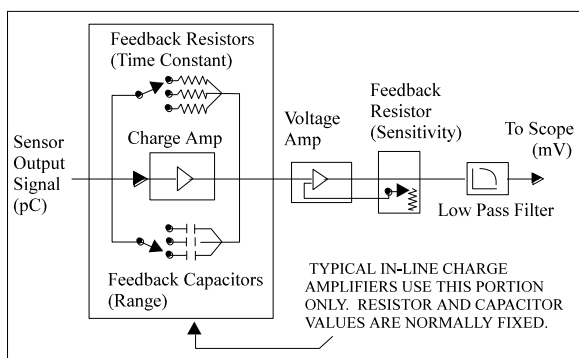 Feedback Resistors
(Time Constant)
Charge Amp
Sensor
Output
Signal
(pC)
Feedback Capacitors
(Range)
Voltage
Amp
Feedback
Resistor
(Sensitivity)
To Scope
(mV)
Low Pass Filter
TYPICAL IN-LINE CHARGE
AMPLIFIERS USE THIS PORTION
ONLY. RESISTOR AND CAPACITOR
VALUES ARE NORMALLY FIXED.